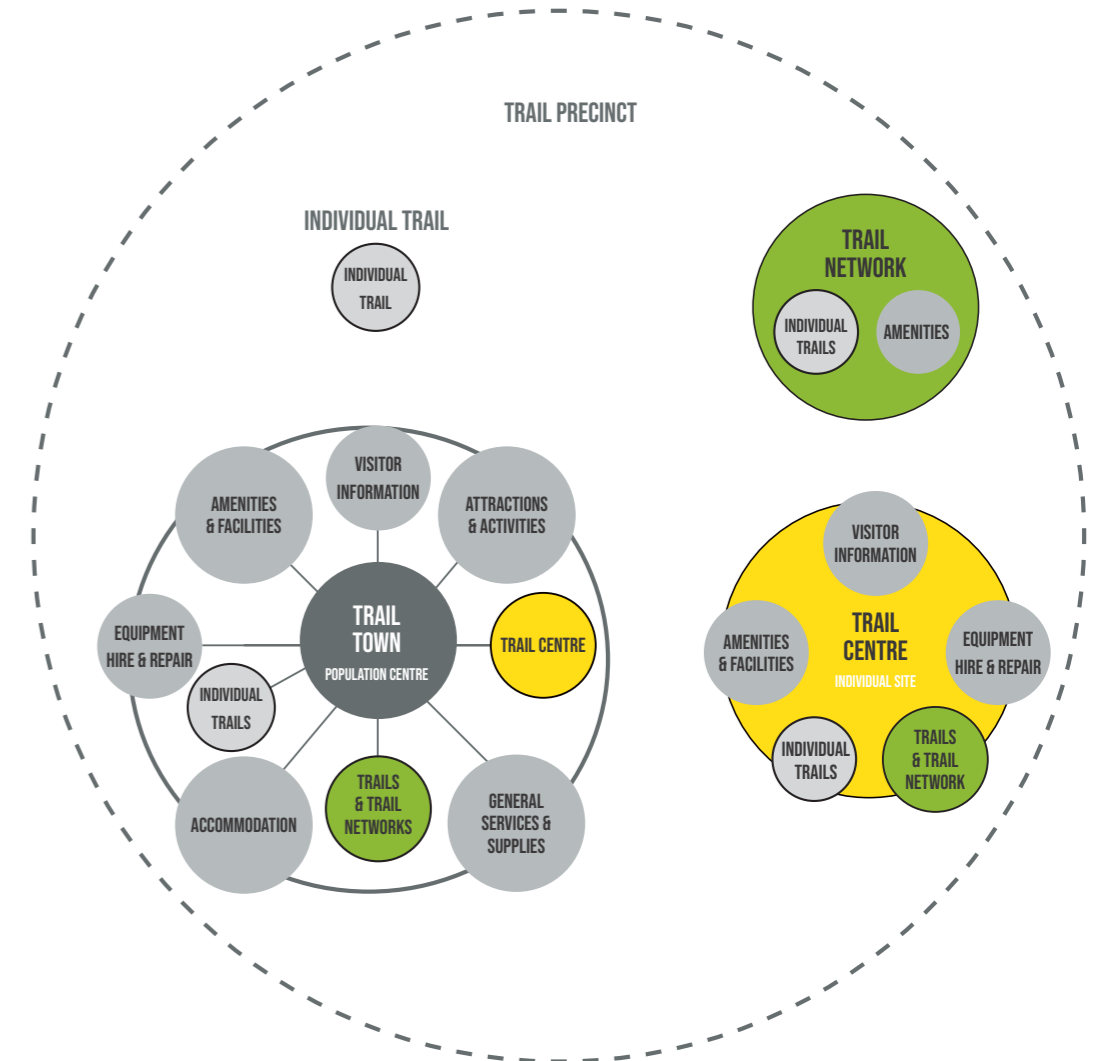 TRAIL PRECINCT
INDIVIDUAL TRAIL
INDIVIDUAL
TRAIL
TRAIL
NETWORK
INDIVIDUAL
TRAILS
AMENITIES
VISITOR
INFORMATION
AMENITIES
& FACILITIES
ATTRACTIONS
& ACTIVITIES
TRAIL
TOWN
POPULATION CENTRE
EQUIPMENT
HIRE & REPAIR
TRAIL CENTRE
INDIVIDUAL
TRAILS
ACCOMMODATION
TRAILS
& TRAIL
NETWORKS
GENERAL
SERVICES &
SUPPLIES
VISITOR
INFORMATION
AMENITIES
& FACILITIES
TRAIL
CENTRE
INDIVIDUAL SITE
EQUIPMENT
HIRE & REPAIR
INDIVIDUAL
TRAILS
TRAILS
& TRAIL
NETWORK